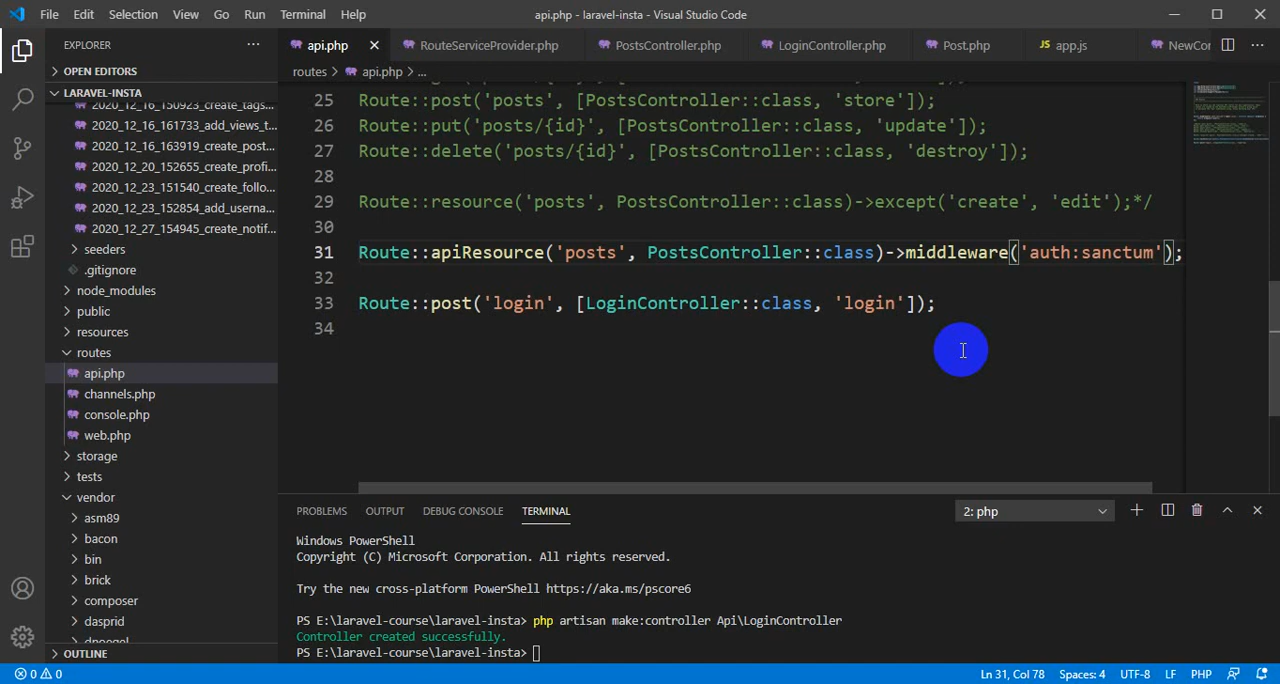 File Edit Selection View Go Run Terminal Help api.php - laravel-insta - Visual Studio Code
EXPLORER
OPEN EDITORS
LARAVEL-INSTA
2020_12_16_150923_create_tags...
2020_12_16_161733_add_views_t...
2020_12_16_163919_create_post...
2020_12_20_152655_create_profi...
2020_12_23_151540_create_follo...
2020_12_23_152854_add_userna...
2020_12_27_154945_create_notif...
seeders
.gitignore
node_modules
public
resources
routes
api.php
channels.php
console.php
web.php
storage
tests
vendor
asm89
bacon
bin
brick
composer
dasprid
OUTLINE
api.php RouteServiceProvider.php PostsController.php LoginController.php Post.php JS app.js NewCor
routes > api.php > ...
25 Route::post('posts', [PostsController::class, 'store']);
26 Route::put('posts/{id}', [PostsController::class, 'update']);
27 Route::delete('posts/{id}', [PostsController::class, 'destroy']);
28
29 Route::resource('posts', PostsController::class)->except('create', 'edit');*/
30
31 Route::apiResource('posts', PostsController::class)->middleware('auth:sanctum');
32
33 Route::post('login', [LoginController::class, 'login']);
34
PROBLEMS OUTPUT DEBUG CONSOLE TERMINAL 2: php
Windows PowerShell
Copyright (C) Microsoft Corporation. All rights reserved.
Try the new cross-platform PowerShell https://aka.ms/pscore6
PS E:\laravel-course\laravel-insta> php artisan make:controller Api\LoginController
Controller created successfully.
PS E:\laravel-course\laravel-insta>
0 0 Ln 31, Col 78 Spaces: 4 UTF-8 LF PHP